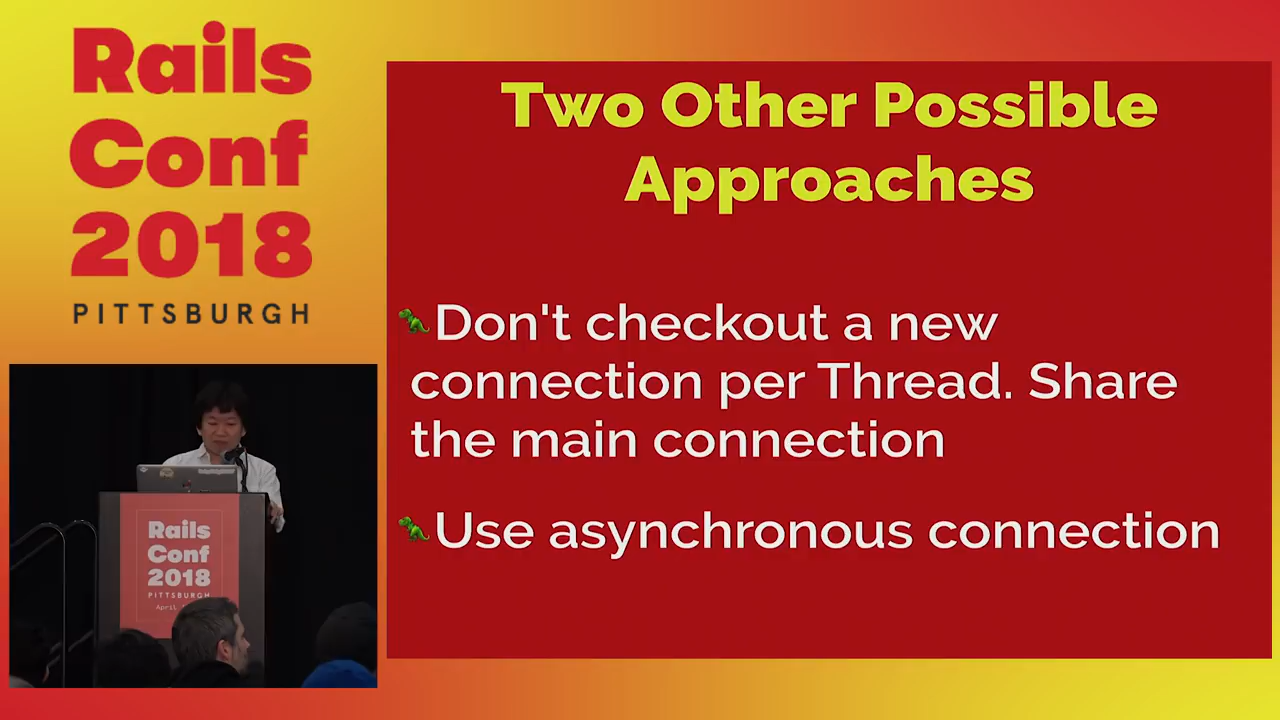 Rails
Conf
2018
PITTSBURGH
Two Other Possible
Approaches
Don't checkout a new
connection per Thread. Share
the main connection
Use asynchronous connection
Rails
Conf
2018
PITTSBURGH
April